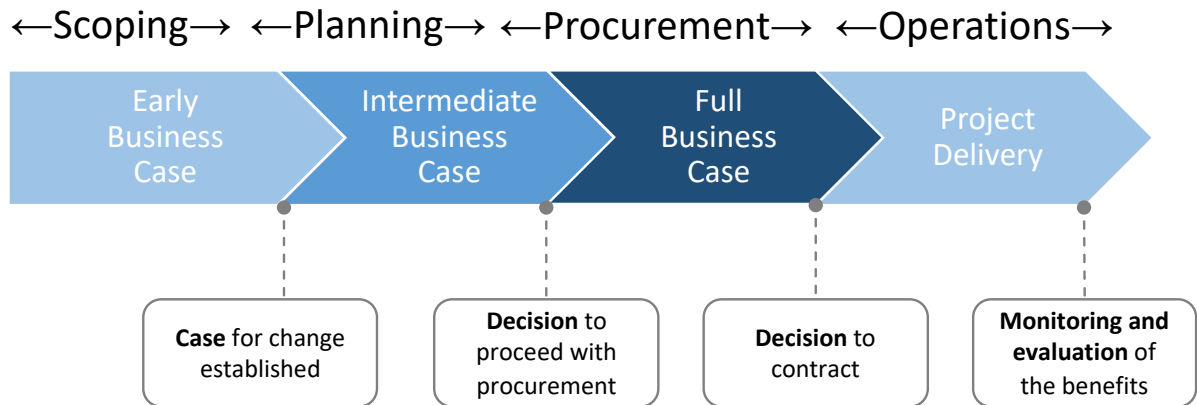 ←Scoping→ ←Planning→ ←Procurement→ ←Operations→
Early
Business
Case
Intermediate
Business
Case
Full
Business
Case
Project
Delivery
Case for change
established
Decision to
proceed with
procurement
Decision to
contract
Monitoring and
evaluation of
the benefits